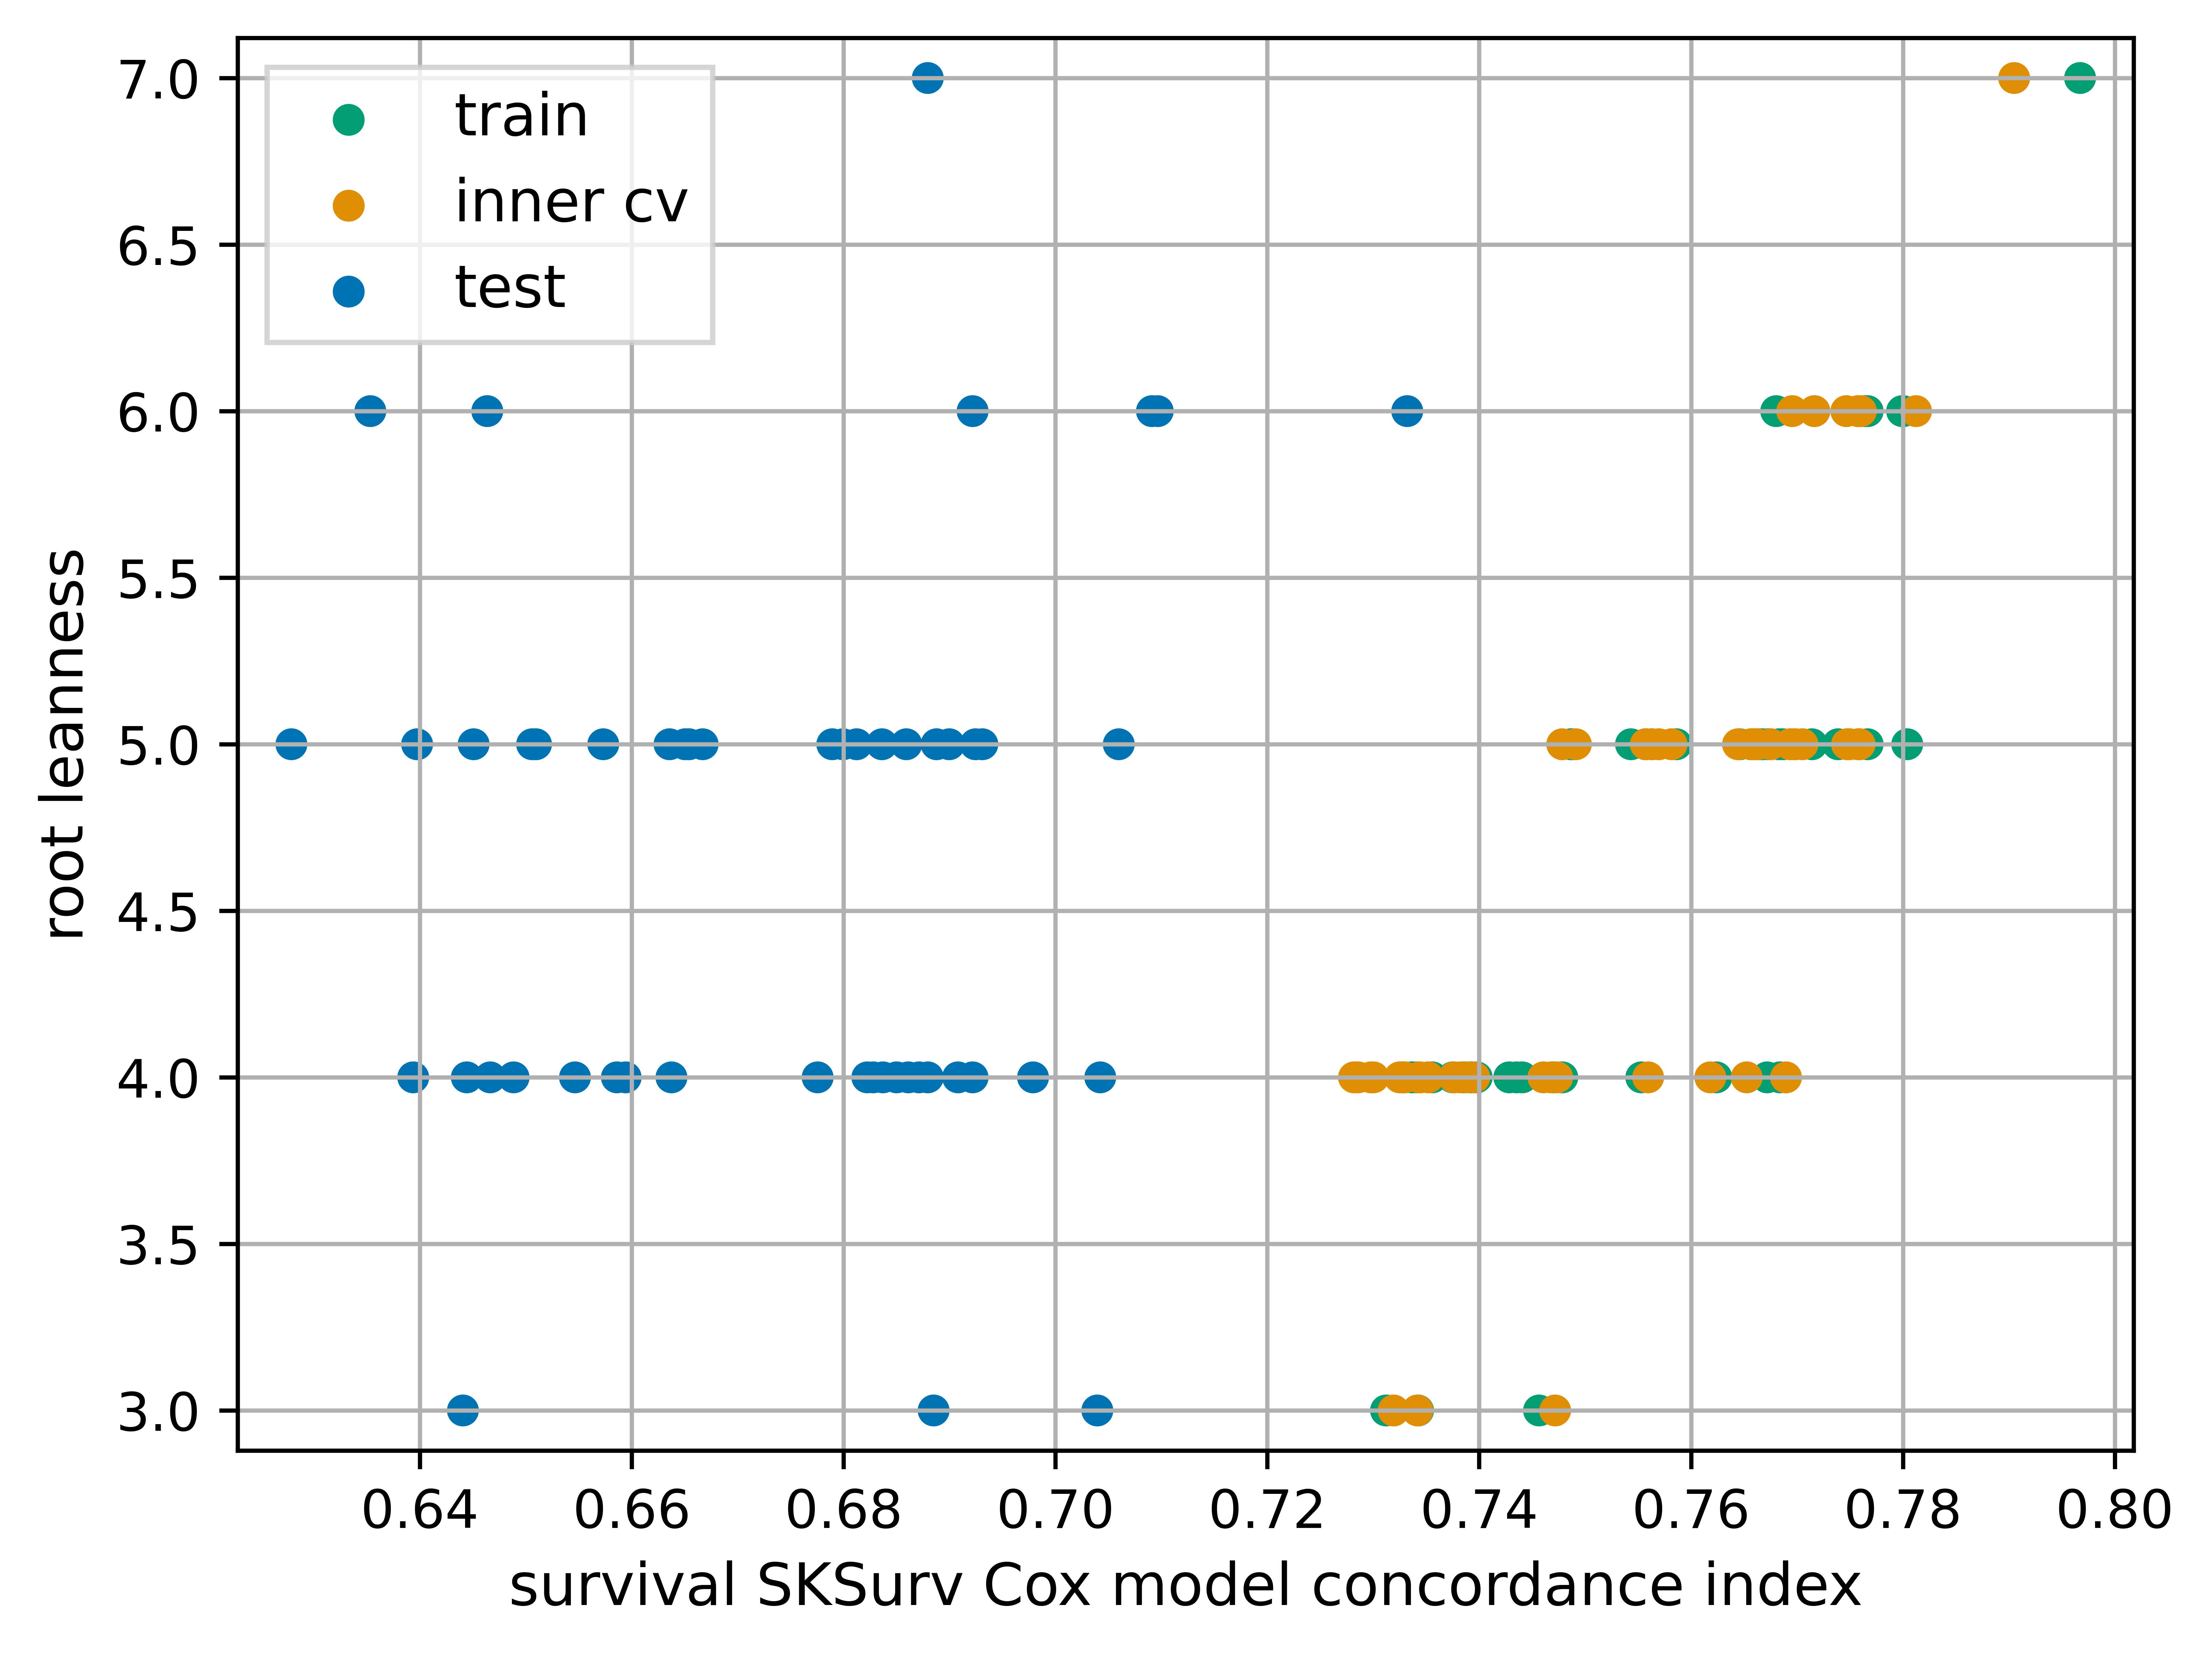 7.0
6.5
6.0
5.5
5.0
4.5
4.0
3.5
3.0
root leanness
train
inner cv
test
0.64 0.66 0.68 0.70 0.72 0.74 0.76 0.78 0.80
survival SKSurv Cox model concordance index